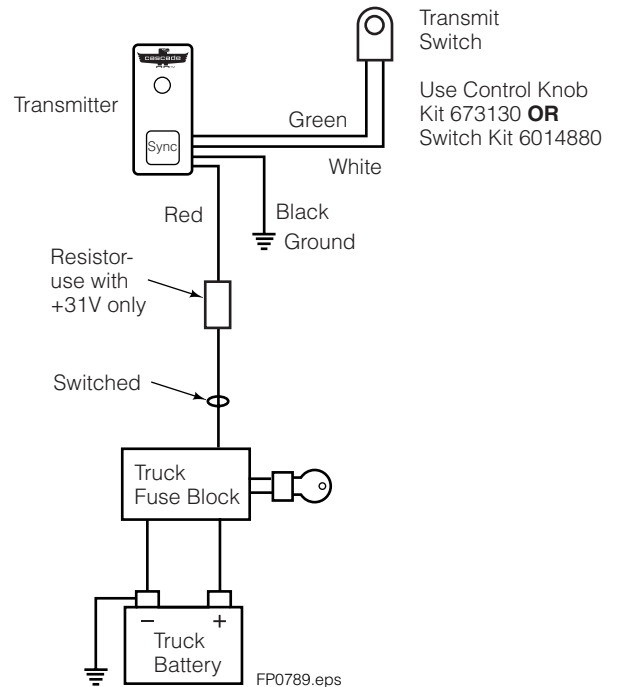 Transmit
Switch
cascade
Transmitter
Use Control Knob
Kit 673130 OR
Switch Kit 6014880
Green
Sync
White
Red
Black
Ground
Resistor-
use with
+31V only
Switched
Truck
Fuse Block
− +
Truck
Battery
FP0789.eps